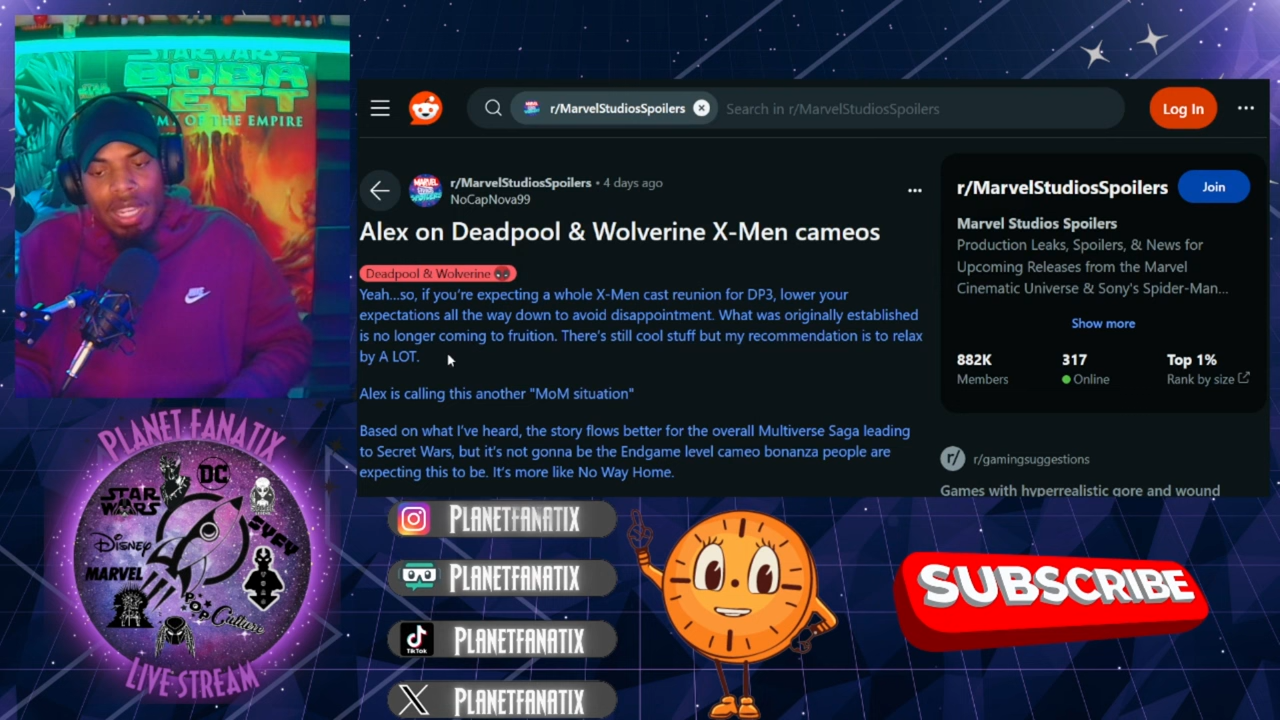 STAR WARS
BOBA
FETT
ENEMY OF THE EMPIRE
r/MarvelStudiosSpoilers
Search in r/MarvelStudiosSpoilers
Log In
r/MarvelStudiosSpoilers • 4 days ago
NoCapNova99
Alex on Deadpool & Wolverine X-Men cameos
Deadpool & Wolverine
Yeah...so, if you're expecting a whole X-Men cast reunion for DP3, lower your
expectations all the way down to avoid disappointment. What was originally established
is no longer coming to fruition. There's still cool stuff but my recommendation is to relax
by A LOT.
Alex is calling this another "MoM situation"
Based on what I've heard, the story flows better for the overall Multiverse Saga leading
to Secret Wars, but it's not gonna be the Endgame level cameo bonanza people are
expecting this to be. It's more like No Way Home.
r/MarvelStudiosSpoilers
Join
Marvel Studios Spoilers
Production Leaks, Spoilers, & News for
Upcoming Releases from the Marvel
Cinematic Universe & Sony's Spider-Man...
Show more
882K
Members
317
Online
Top 1%
Rank by size
r/ r/gamingsuggestions
Games with hyperrealistic gore and wound
PLANET FANATIX
DC
STAR
WARS
Disney
MARVEL
POP Culture
LIVE STREAM
PLANETFANATIX
PLANETFANATIX
TikTok
PLANETFANATIX
X PLANETFANATIX
SUBSCRIBE